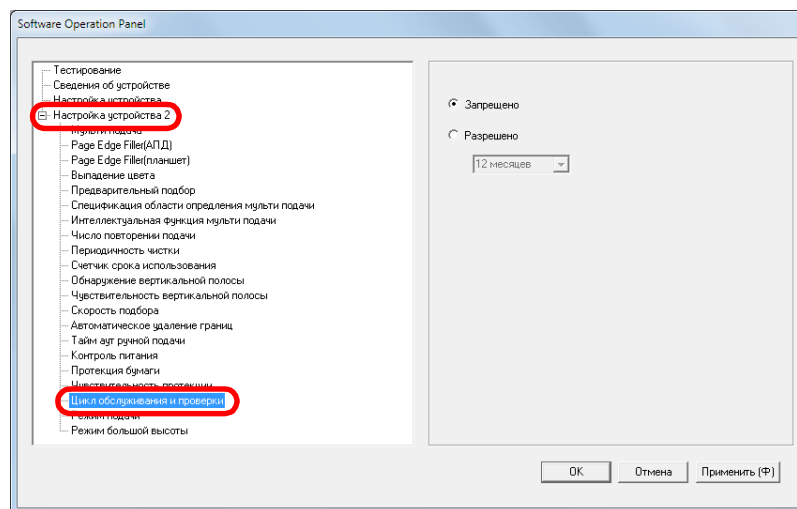 Software Operation Panel
Тестирование
Сведения об устройстве
Настройка устройства
Настройка устройства 2
Мульти подача
Page Edge Filler(АПД)
Page Edge Filler(планшет)
Выпадение цвета
Предварительный подбор
Спецификация области опредления мульти подачи
Интеллектуальная функция мульти подачи
Число повторении подачи
Периодичность чистки
Счетчик срока использования
Обнаружение вертикальной полосы
Чувствительность вертикальной полосы
Скорость подбора
Автоматическое удаление границ
Тайм аут ручной подачи
Контроль питания
Протекция бумаги
Чувствительность протекции
Цикл обслуживания и проверки
Режим подачи
Режим большой высоты
Запрещено
Разрешено
12 месяцев
OK
Отмена
Применить (Ф)